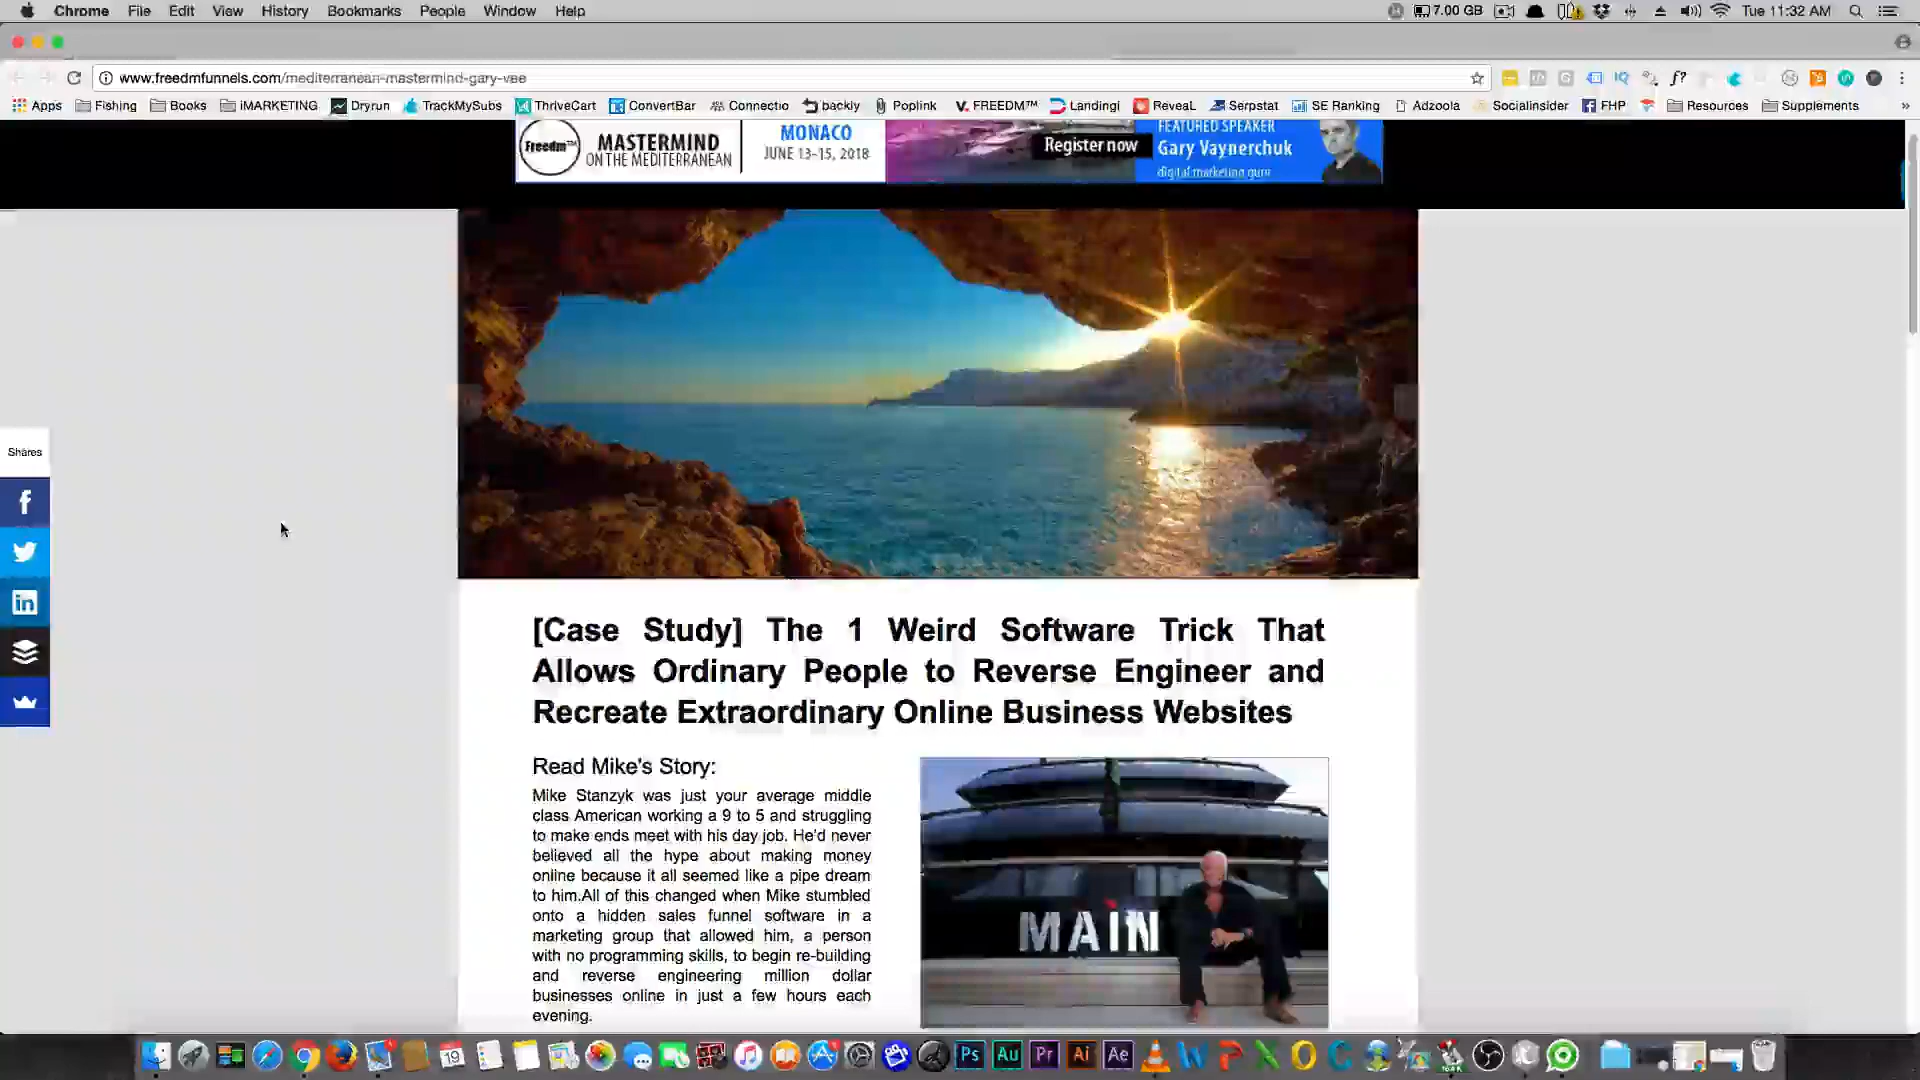 Chrome File Edit View History Bookmarks People Window Help 7.00 GB Tue 11:32 AM
www.freedmfunnels.com/mediterranean-mastermind-gary-vee
Apps Fishing Books iMARKETING Dryrun TrackMySubs ThriveCart ConvertBar Connectio backly Poplink V.FREEDM™ Landingi Reveal Serpstat SE Ranking Adzoola Socialinsider FHP Resources Supplements »
Freedm™ MASTERMIND
ON THE MEDITERRANEAN
MONACO
JUNE 13-15, 2018
Register now
FEATURED SPEAKER
Gary Vaynerchuk
digital marketing guru
Shares
[Case Study] The 1 Weird Software Trick That
Allows Ordinary People to Reverse Engineer and
Recreate Extraordinary Online Business Websites
Read Mike's Story:
Mike Stanzyk was just your average middle
class American working a 9 to 5 and struggling
to make ends meet with his day job. He'd never
believed all the hype about making money
online because it all seemed like a pipe dream
to him.All of this changed when Mike stumbled
onto a hidden sales funnel software in a
marketing group that allowed him, a person
with no programming skills, to begin re-building
and reverse engineering million dollar
businesses online in just a few hours each
evening.
MAIN
19 Ps Au Pr Ai Ae